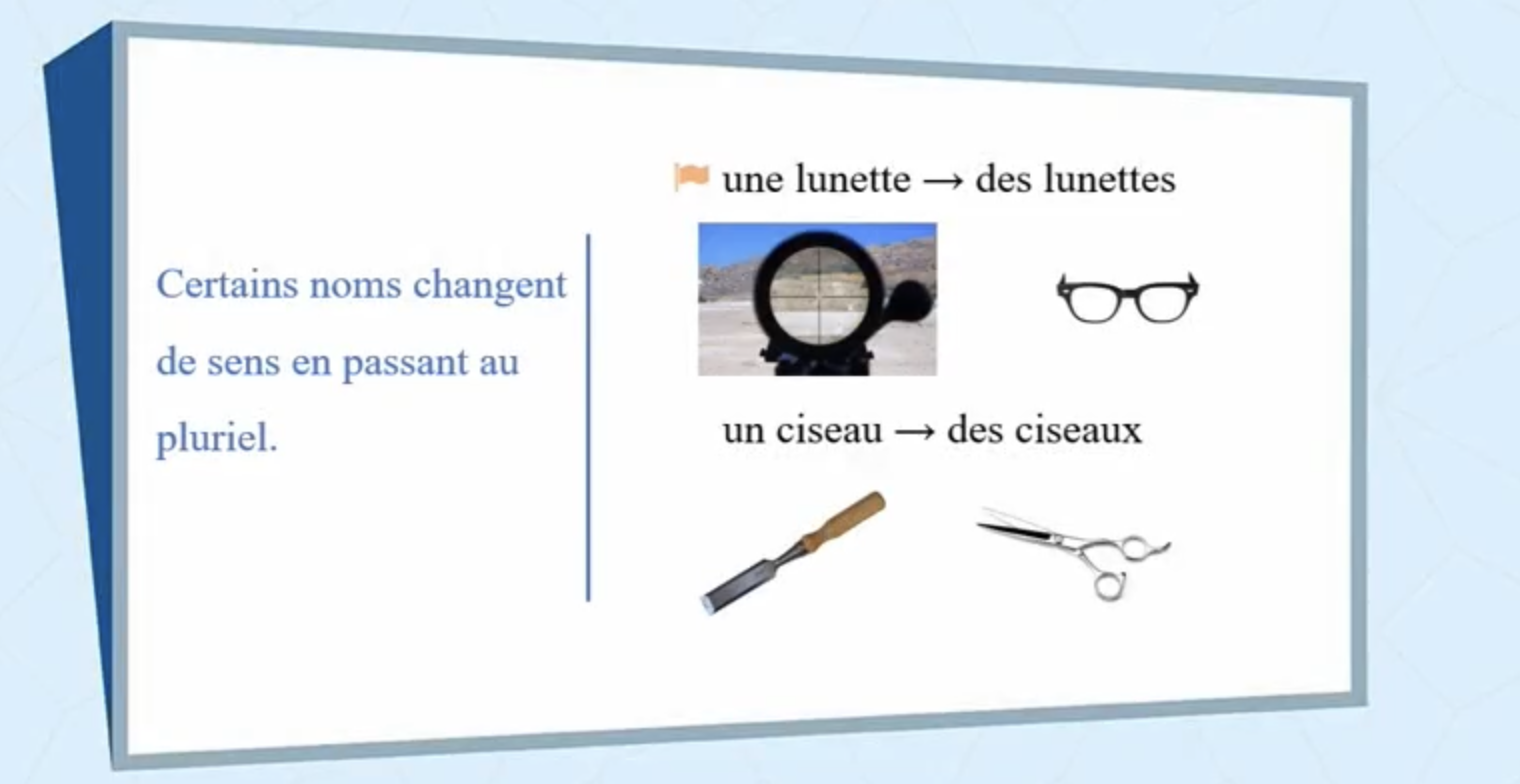 Certains noms changent
de sens en passant au
pluriel.
une lunette → des lunettes
un ciseau → des ciseaux